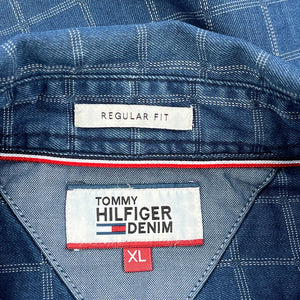 REGULAR FIT
TOMMY
HILFIGER
DENIM
XL